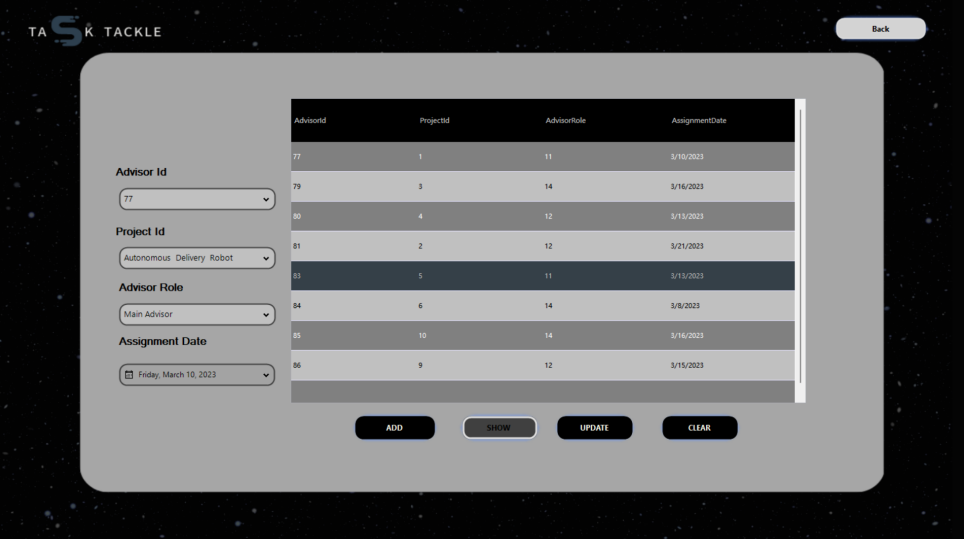 TASK TACKLE
Back
AdvisorId ProjectId AdvisorRole AssignmentDate
77 1 11 3/10/2023
79 3 14 3/16/2023
80 4 12 3/13/2023
81 2 12 3/21/2023
83 5 11 3/13/2023
84 6 14 3/8/2023
85 10 14 3/16/2023
86 9 12 3/15/2023
Advisor Id
77
Project Id
Autonomous Delivery Robot
Advisor Role
Main Advisor
Assignment Date
Friday, March 10, 2023
ADD SHOW UPDATE CLEAR